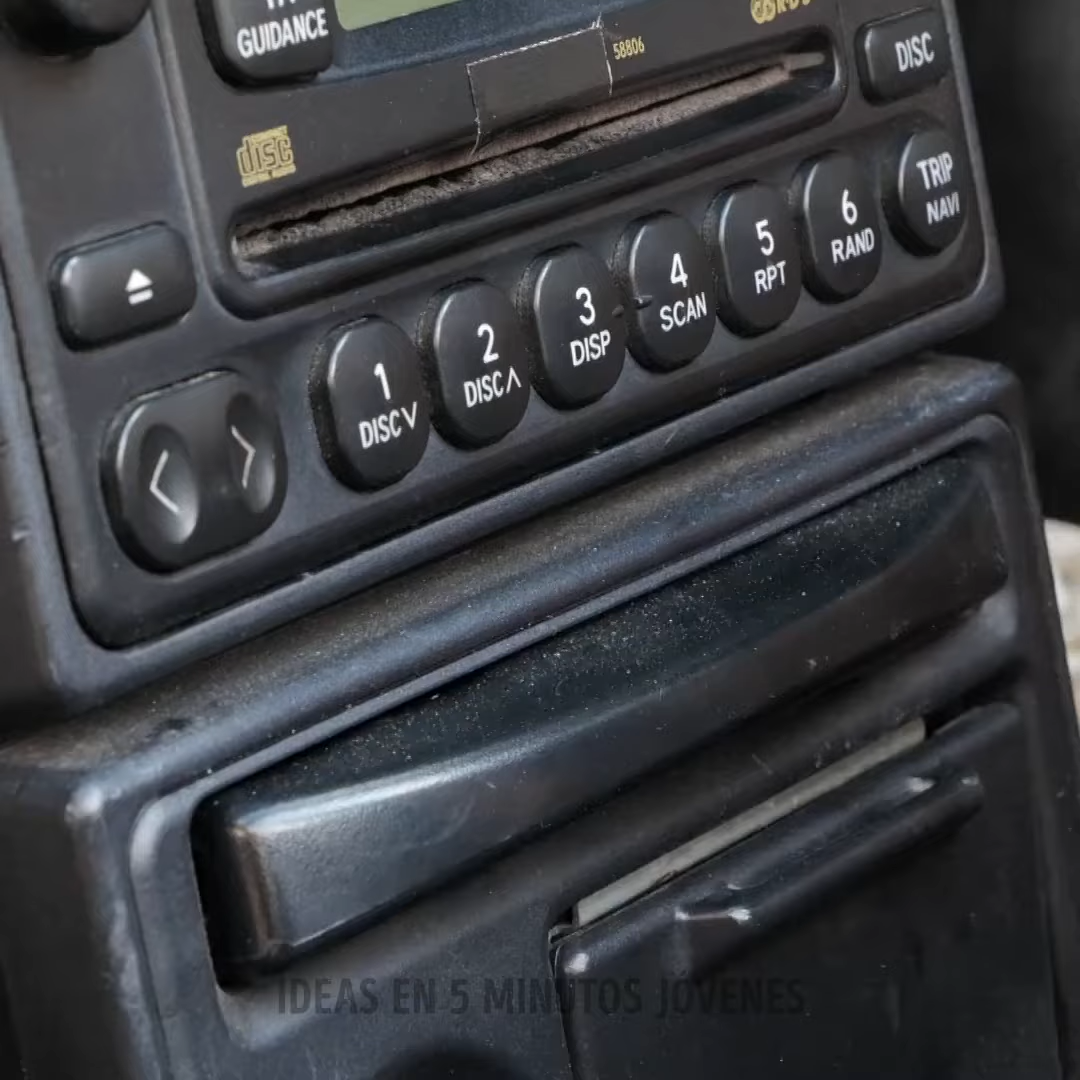 GUIDANCE
58806
DISC
disc
TRIP
NAVI
6
RAND
5
RPT
4
SCAN
3
DISP
2
DISC∧
1
DISC∨
IDEAS EN 5 MINUTOS JÓVENES